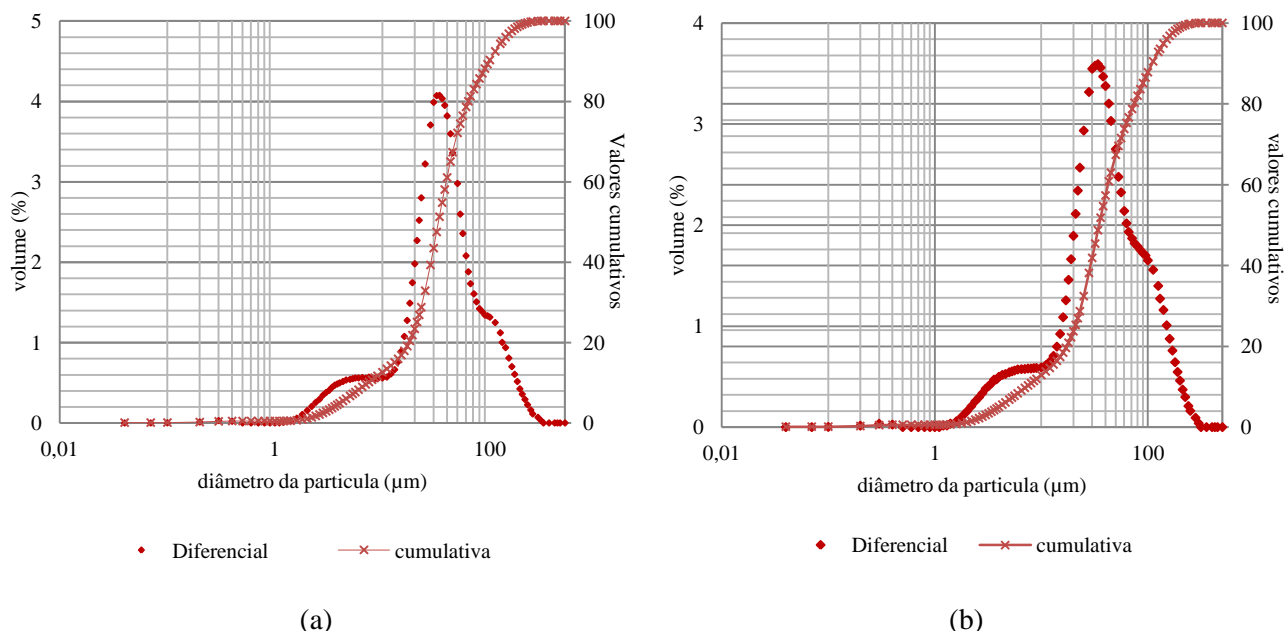 5
4
3
2
1
0
volume (%)
100
80
60
40
20
0
Valores cumulativos
0,01
1
100
diâmetro da particula (µm)
Diferencial
cumulativa
(a)
4
3
2
1
0
volume (%)
100
80
60
40
20
0
Valores cumulativos
0,01
1
100
diâmetro da particula (µm)
Diferencial
cumulativa
(b)